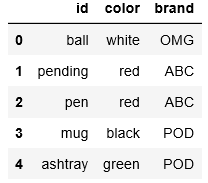 id color brand
0 ball white OMG
1 pending red ABC
2 pen red ABC
3 mug black POD
4 ashtray green POD